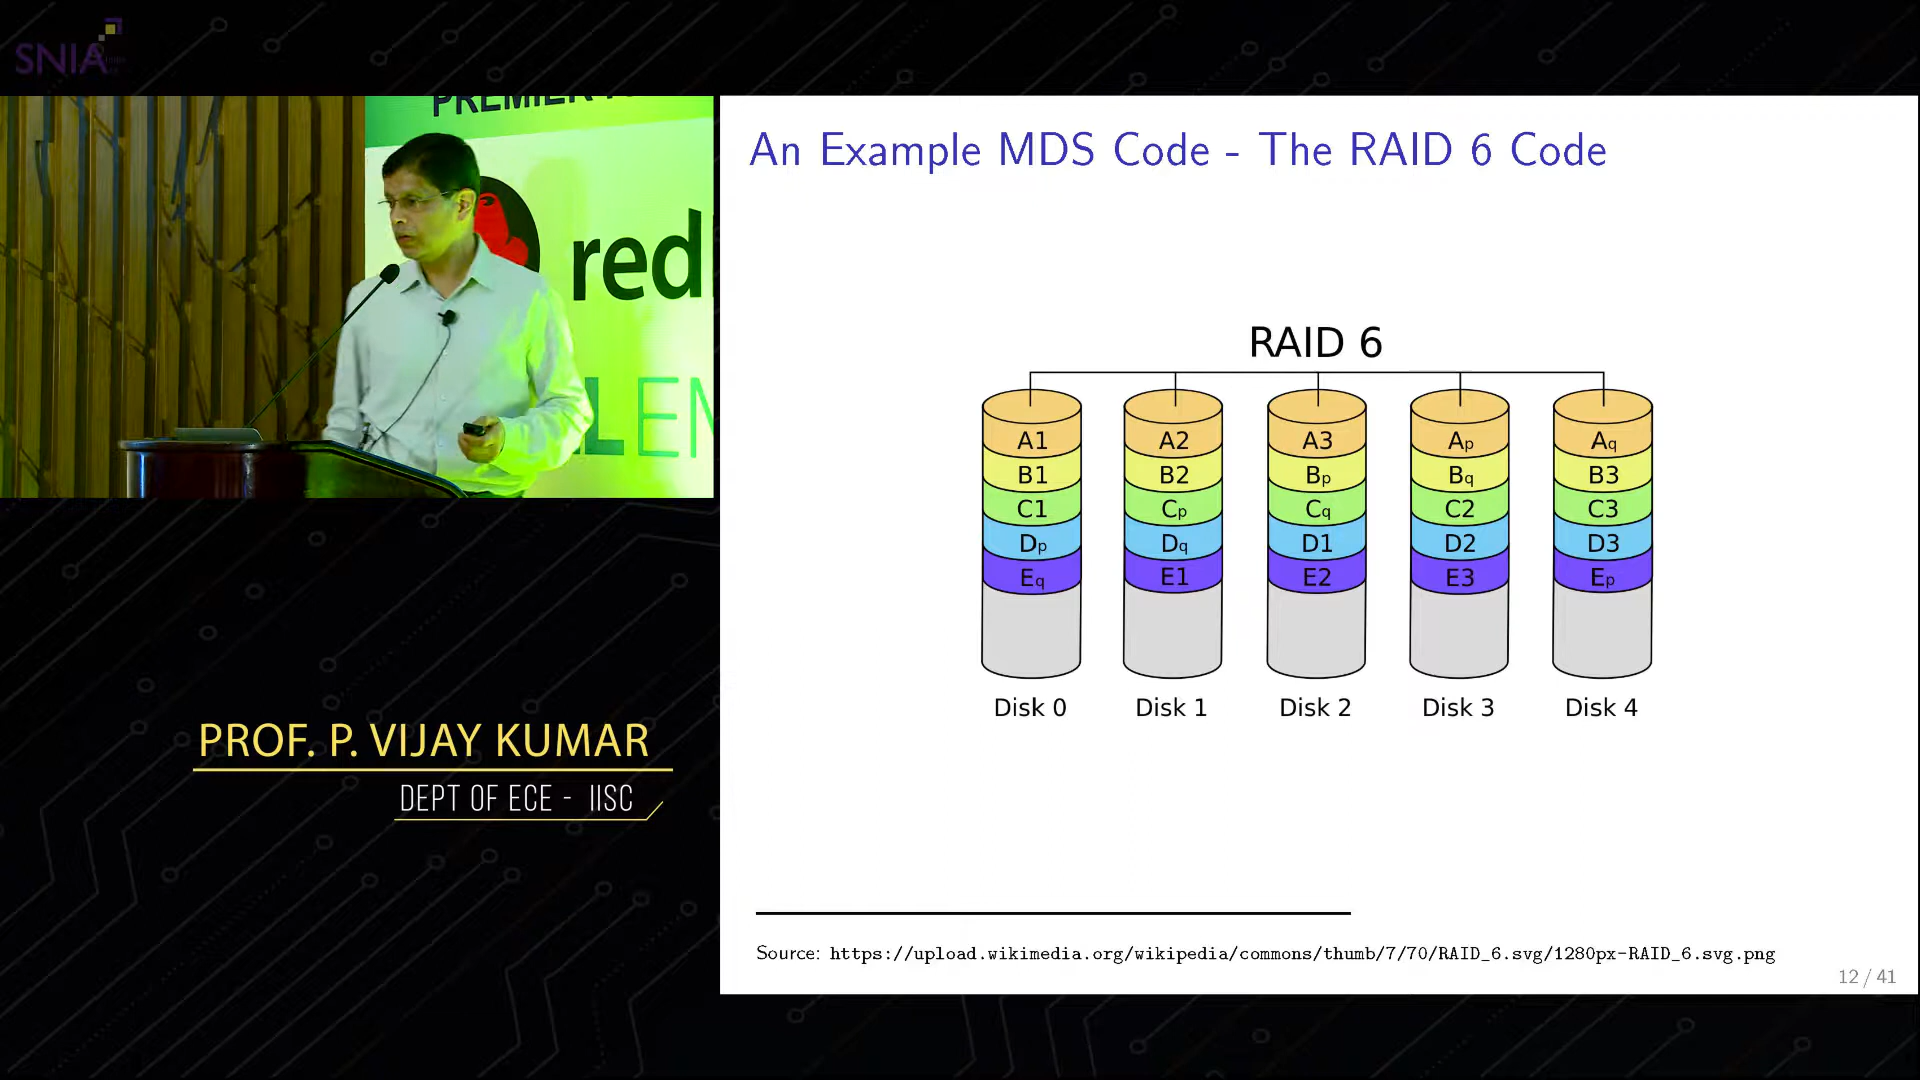 SNIA
PREMIER
redh
LEM
PROF. P. VIJAY KUMAR
DEPT OF ECE - IISC
An Example MDS Code - The RAID 6 Code
RAID 6
A1 A2 A3 Ap Aq
B1 B2 Bp Bq B3
C1 Cp Cq C2 C3
Dp Dq D1 D2 D3
Eq E1 E2 E3 Ep
Disk 0 Disk 1 Disk 2 Disk 3 Disk 4
Source: https://upload.wikimedia.org/wikipedia/commons/thumb/7/70/RAID_6.svg/1280px-RAID_6.svg.png
12 / 41